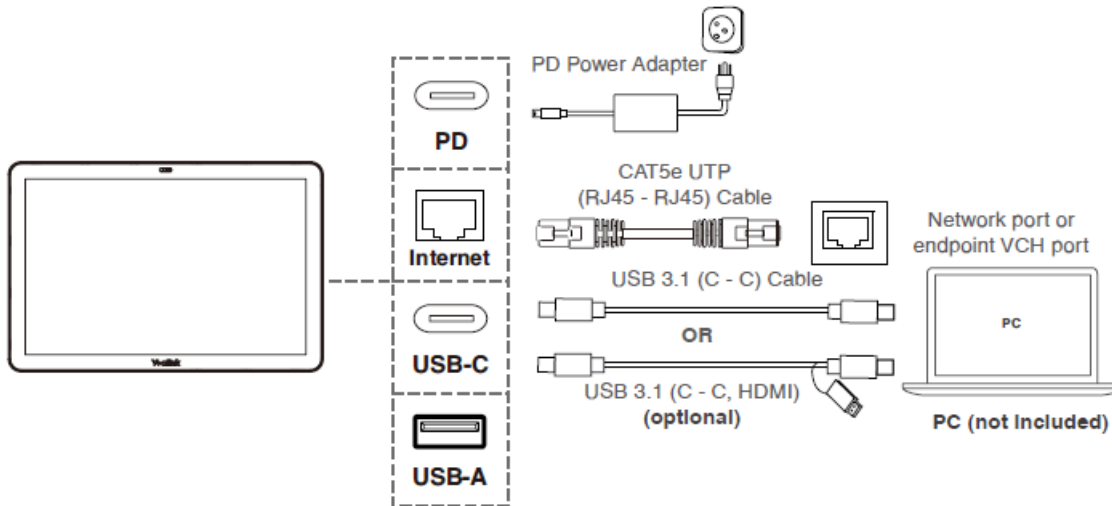 PD Power Adapter
PD
CAT5e UTP
(RJ45 - RJ45) Cable
Internet
Network port or
endpoint VCH port
USB 3.1 (C - C) Cable
USB-C
OR
PC
USB 3.1 (C - C, HDMI)
(optional)
PC (not Included)
USB-A